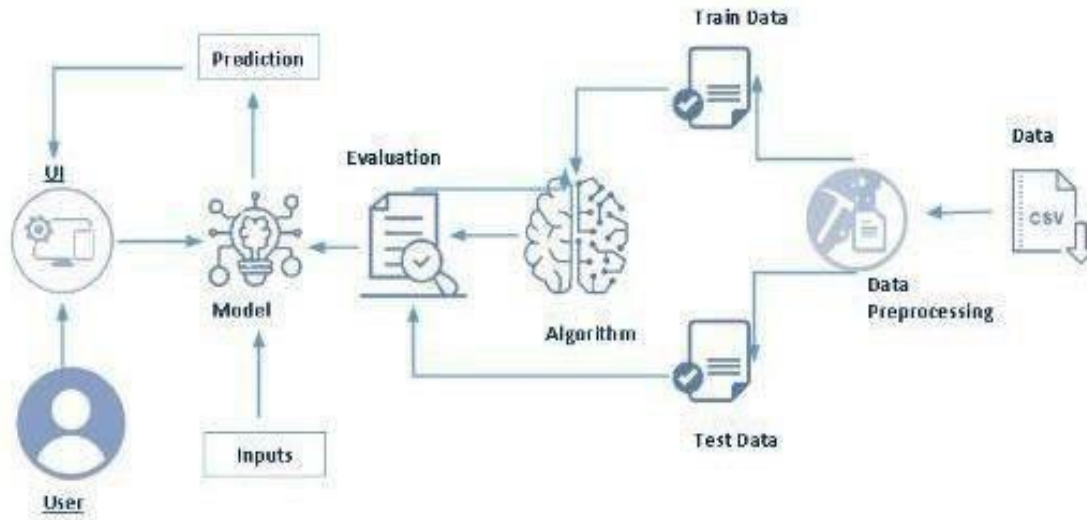 Train Data
Prediction
Data
Evaluation
UI
CSV
Model
Data
Preprocessing
Algorithm
Inputs
Test Data
User